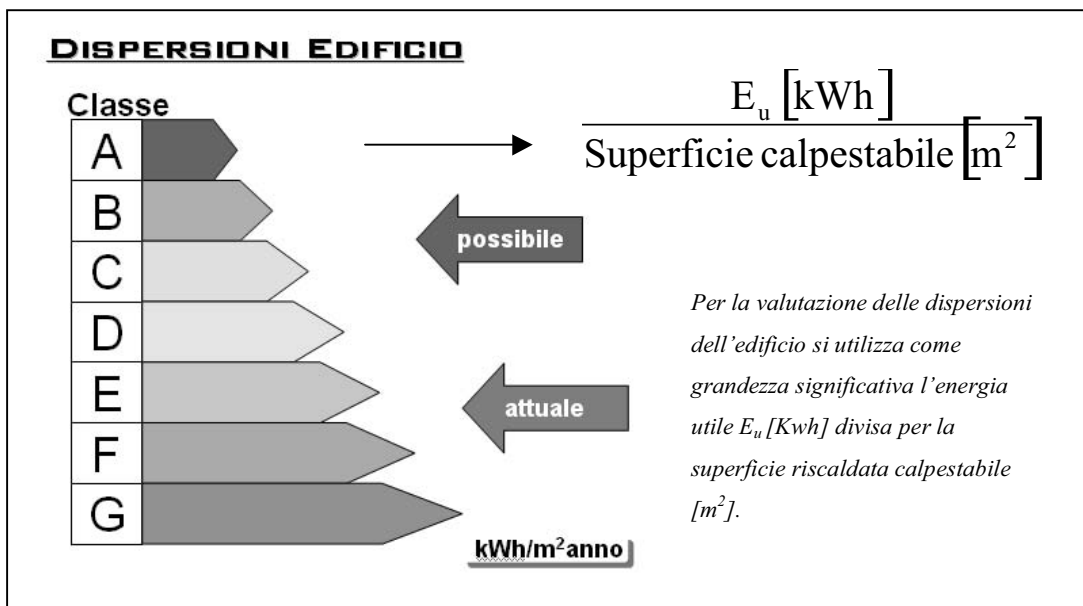 DISPERSIONI EDIFICIO
Classe
A
B
C
D
E
F
G
E_u [kWh]
Superficie calpestabile [m²]
possibile
attuale
Per la valutazione delle dispersioni
dell’edificio si utilizza come
grandezza significativa l’energia
utile E_u [Kwh] divisa per la
superficie riscaldata calpestabile
[m²].
kWh/m²anno